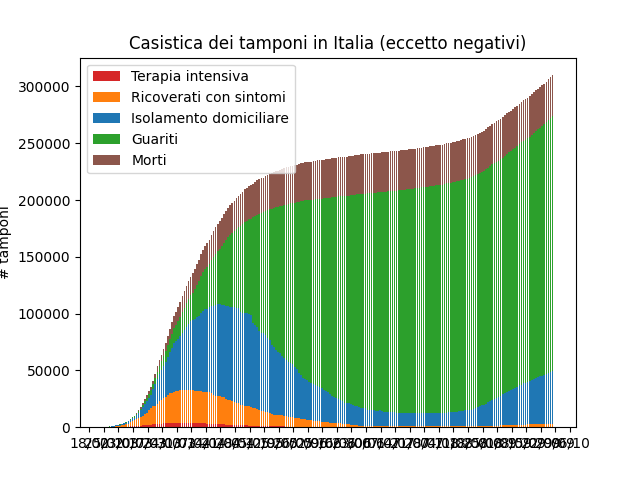 Casistica dei tamponi in Italia (eccetto negativi)
Terapia intensiva
Ricoverati con sintomi
Isolamento domiciliare
Guariti
Morti
300000
250000
200000
150000
100000
50000
0
# tamponi